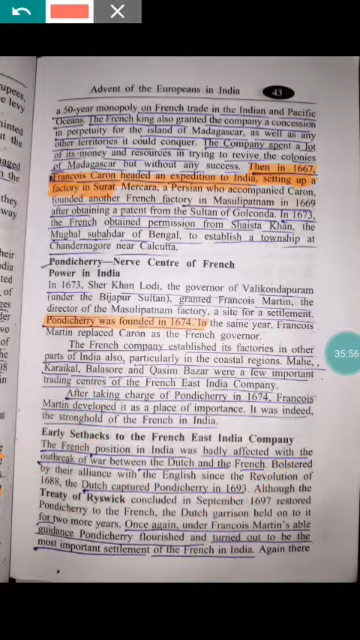 Advent of the Europeans in India 43
a 50-year monopoly on French trade in the Indian and Pacific
Oceans. The French king also granted the company a concession
in perpetuity for the island of Madagascar, as well as any
other territories it could conquer. The Company spent a lot
of its money and resources in trying to revive the colonies
of Madagascar but without any success. Then in 1667,
Francois Caron headed an expedition to India, setting up a
factory in Surat. Mercara, a Persian who accompanied Caron,
founded another French factory in Masulipatnam in 1669
after obtaining a patent from the Sultan of Golconda. In 1673,
the French obtained permission from Shaista Khan, the
Mughal subahdar of Bengal, to establish a township at
Chandernagore near Calcutta.
Pondicherry—Nerve Centre of French
Power in India
In 1673, Sher Khan Lodi, the governor of Valikondapuram
(under the Bijapur Sultan), granted Francois Martin, the
director of the Masulipatnam factory, a site for a settlement.
Pondicherry was founded in 1674. In the same year, Francois
Martin replaced Caron as the French governor.
The French company established its factories in other
parts of India also, particularly in the coastal regions. Mahe,
Karaikal, Balasore and Qasim Bazar were a few important
trading centres of the French East India Company.
After taking charge of Pondicherry in 1674, Francois
Martin developed it as a place of importance. It was indeed,
the stronghold of the French in India.
Early Setbacks to the French East India Company
The French position in India was badly affected with the
outbreak of war between the Dutch and the French. Bolstered
by their alliance with the English since the Revolution of
1688, the Dutch captured Pondicherry in 1693. Although the
Treaty of Ryswick concluded in September 1697 restored
Pondicherry to the French, the Dutch garrison held on to it
for two more years. Once again, under Francois Martin's able
guidance Pondicherry flourished and turned out to be the
most important settlement of the French in India. Again there
35:56